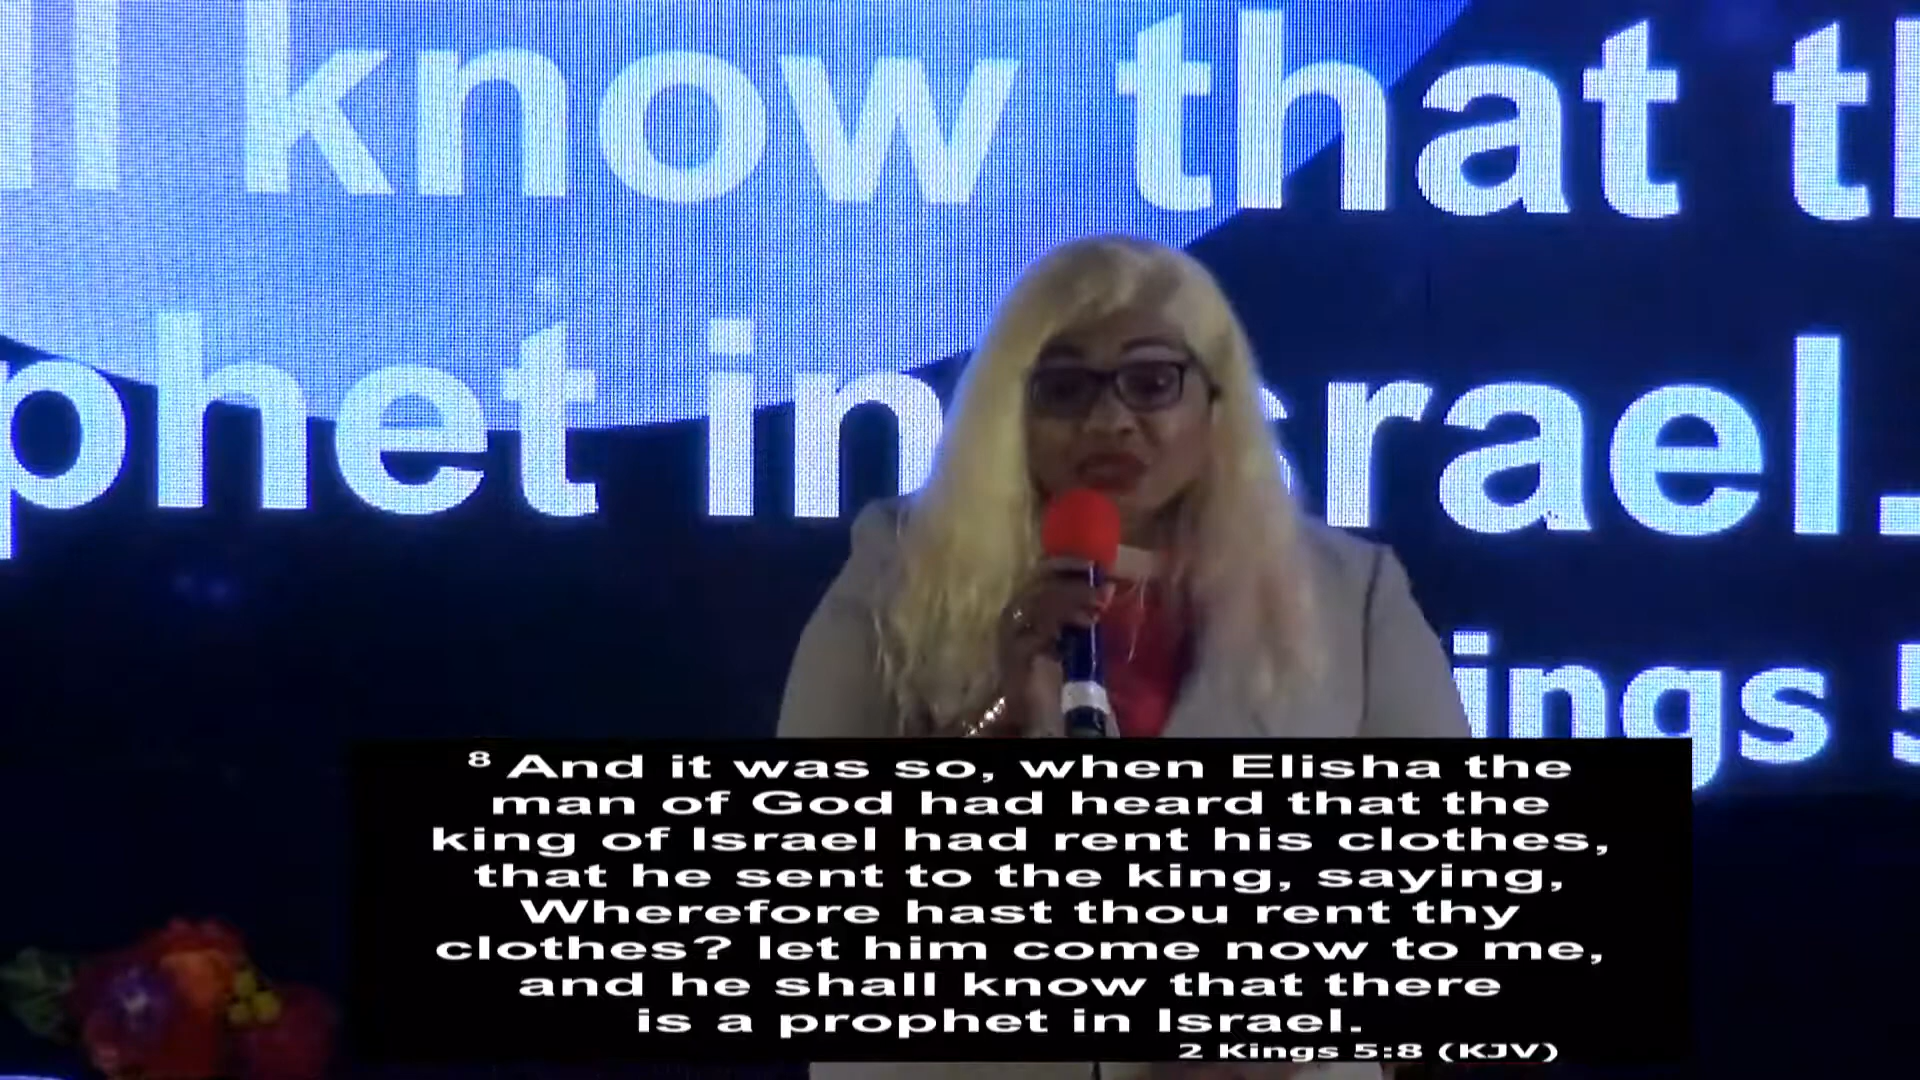 ll know that th
phet in srael.
ings 5
8 And it was so, when Elisha the
man of God had heard that the
king of Israel had rent his clothes,
that he sent to the king, saying,
Wherefore hast thou rent thy
clothes? let him come now to me,
and he shall know that there
is a prophet in Israel.
2 Kings 5:8 (KJV)